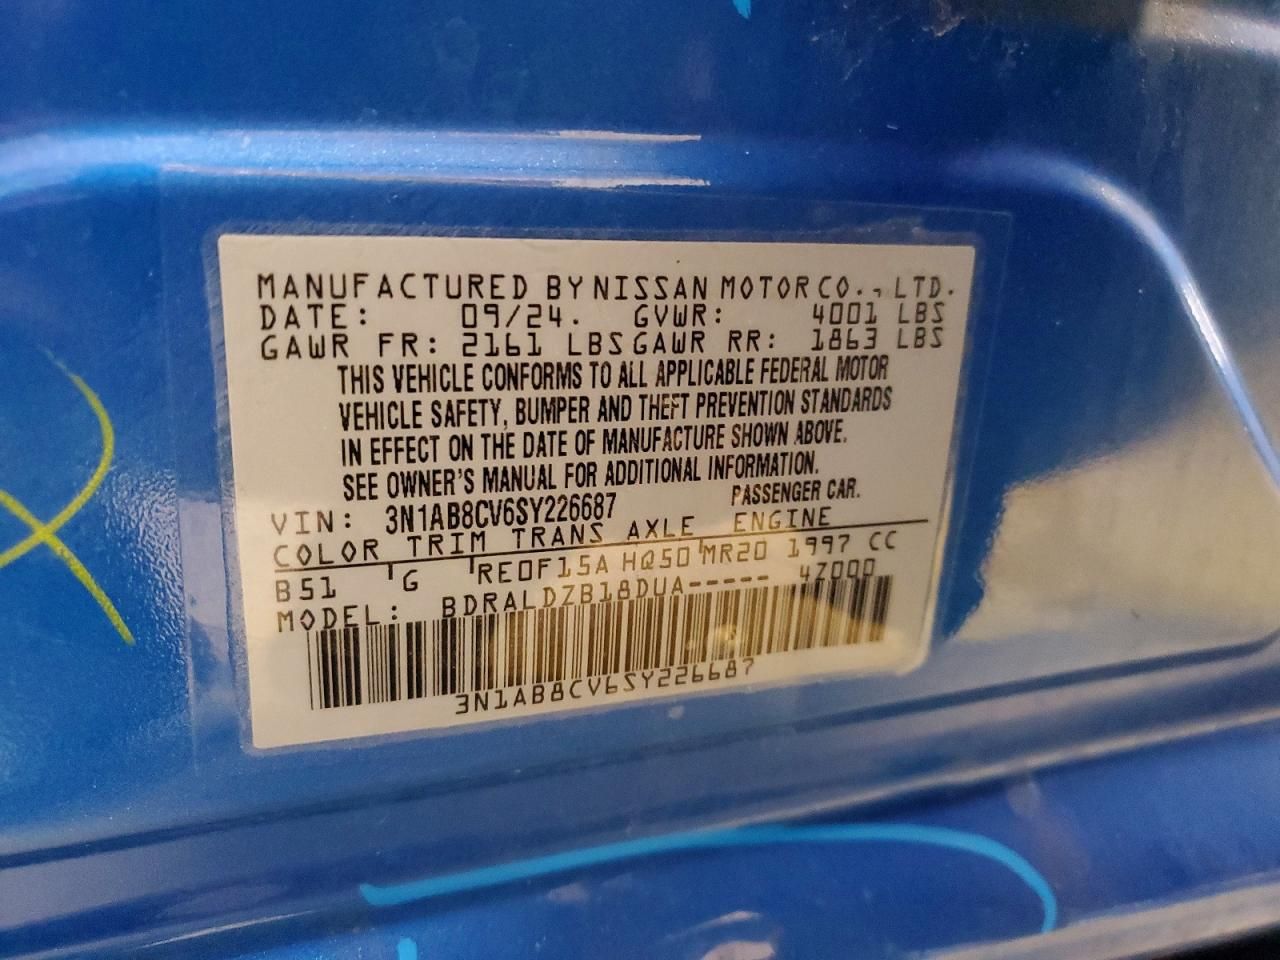 MANUFACTURED BY NISSAN MOTOR CO., LTD.
DATE: 09/24. GVWR: 4001 LBS
GAWR FR: 2161 LBS GAWR RR: 1863 LBS
THIS VEHICLE CONFORMS TO ALL APPLICABLE FEDERAL MOTOR
VEHICLE SAFETY, BUMPER AND THEFT PREVENTION STANDARDS
IN EFFECT ON THE DATE OF MANUFACTURE SHOWN ABOVE.
SEE OWNER'S MANUAL FOR ADDITIONAL INFORMATION.
VIN: 3N1AB8CV6SY226687 PASSENGER CAR.
COLOR TRIM TRANS AXLE ENGINE
B51 G RE0F15A HQ50 MR20 1997 CC
MODEL: BDRALDZB18DUA----- 4Z000
3N1AB8CV6SY226687